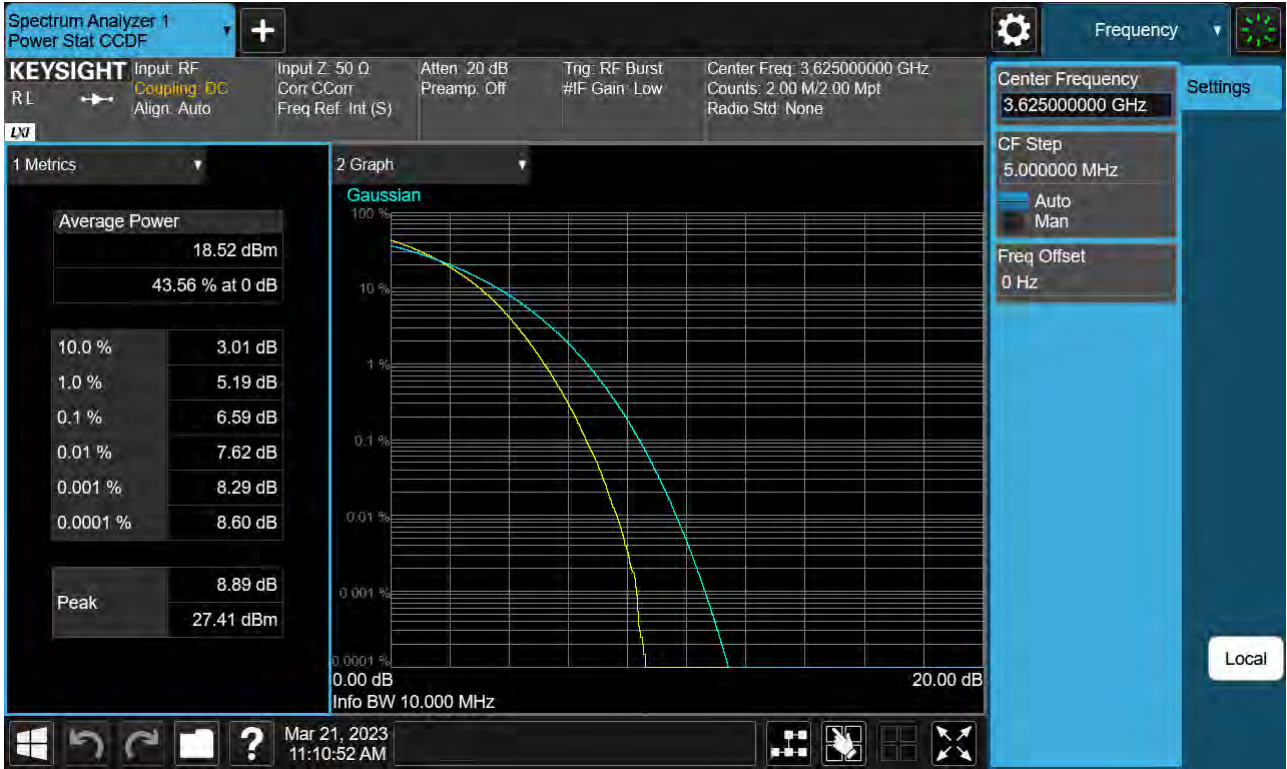 Spectrum Analyzer 1
Power Stat CCDF
Frequency
KEYSIGHT
R L
LXI
Input: RF
Coupling: DC
Align: Auto
Input Z: 50 Ω
Corr CCorr
Freq Ref: Int (S)
Atten: 20 dB
Preamp: Off
Trig: RF Burst
#IF Gain: Low
Center Freq: 3.625000000 GHz
Counts: 2.00 M/2.00 Mpt
Radio Std: None
Center Frequency
3.625000000 GHz
Settings
CF Step
5.000000 MHz
Auto
Man
Freq Offset
0 Hz
Local
1 Metrics
Average Power
18.52 dBm
43.56 % at 0 dB
10.0 % 3.01 dB
1.0 % 5.19 dB
0.1 % 6.59 dB
0.01 % 7.62 dB
0.001 % 8.29 dB
0.0001 % 8.60 dB
Peak
8.89 dB
27.41 dBm
2 Graph
Gaussian
100 %
10 %
1 %
0.1 %
0.01 %
0.001 %
0.0001 %
0.00 dB 20.00 dB
Info BW 10.000 MHz
?
Mar 21, 2023
11:10:52 AM